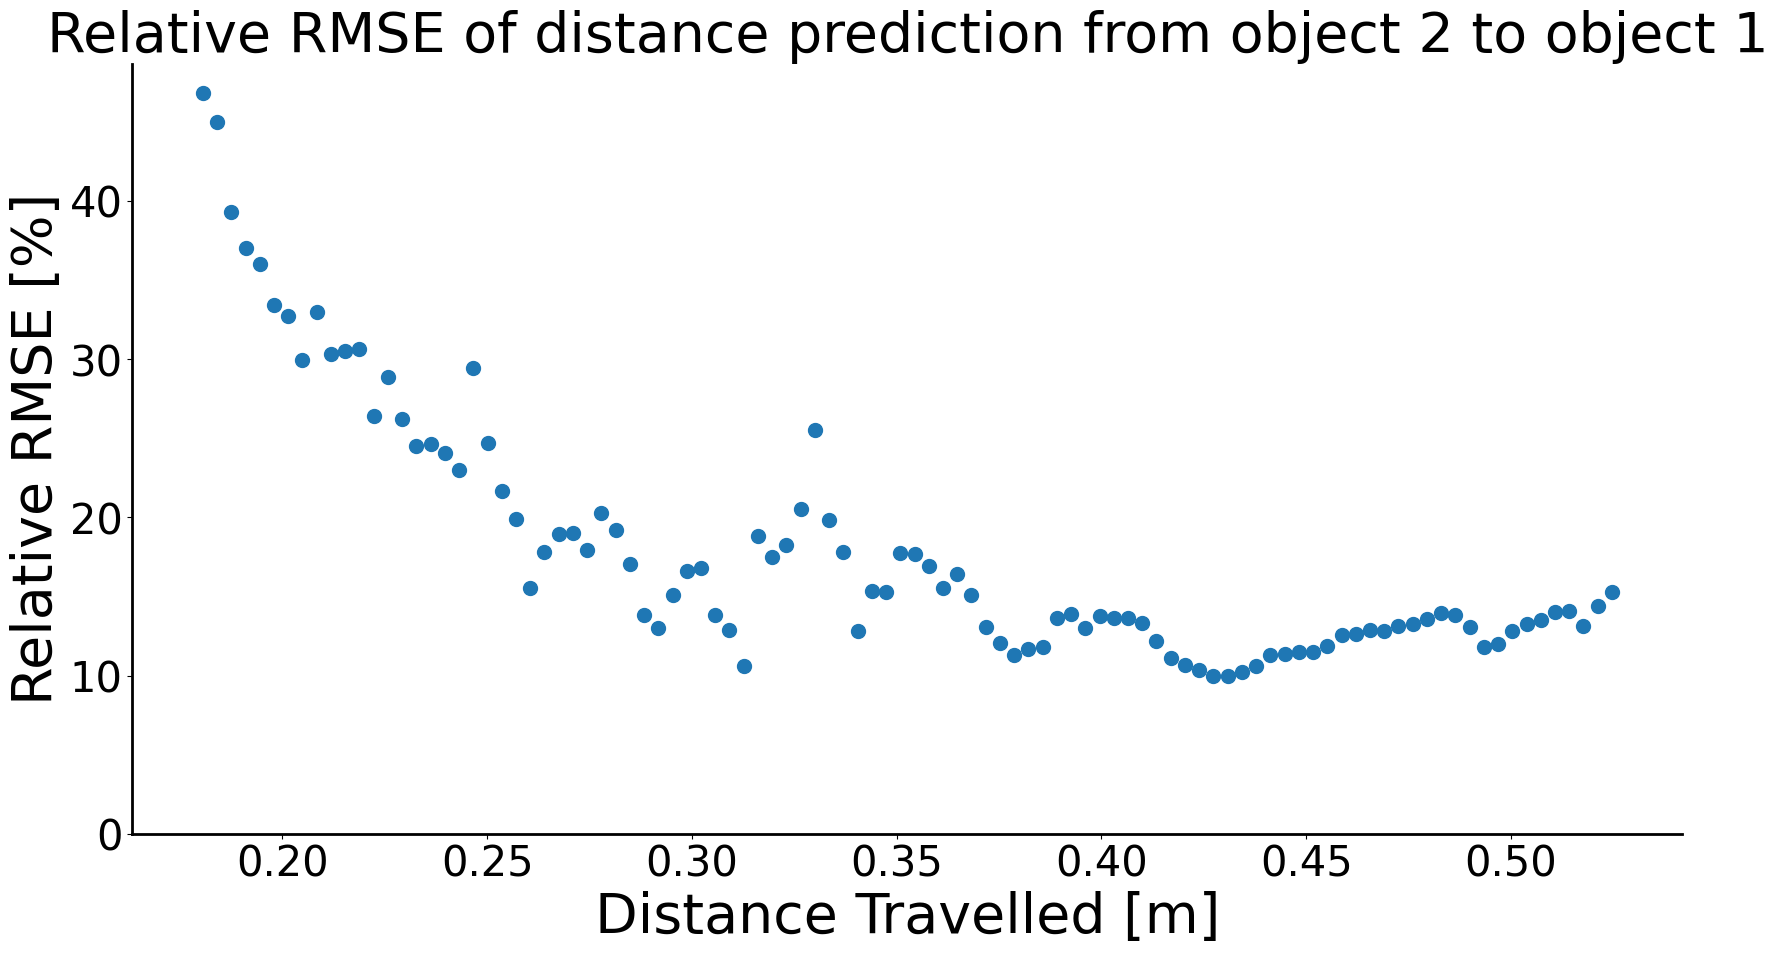 Relative RMSE of distance prediction from object 2 to object 1
Relative RMSE [%]
40
30
20
10
0
0.20 0.25 0.30 0.35 0.40 0.45 0.50
Distance Travelled [m]